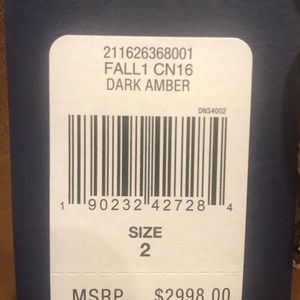 211626368001
FALL1 CN16
DARK AMBER
DNS4002
1 90232 42728 4
SIZE
2
MSRP $2998.00